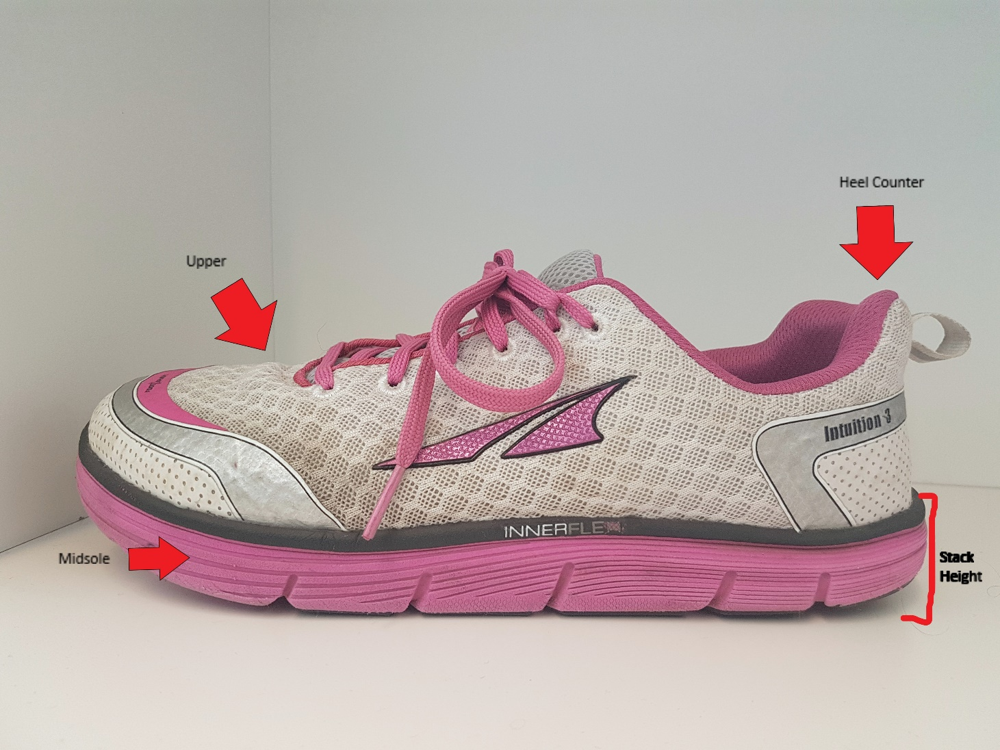 Heel Counter
Upper
Intuition 3
INNERFLEX
Midsole
Stack
Height